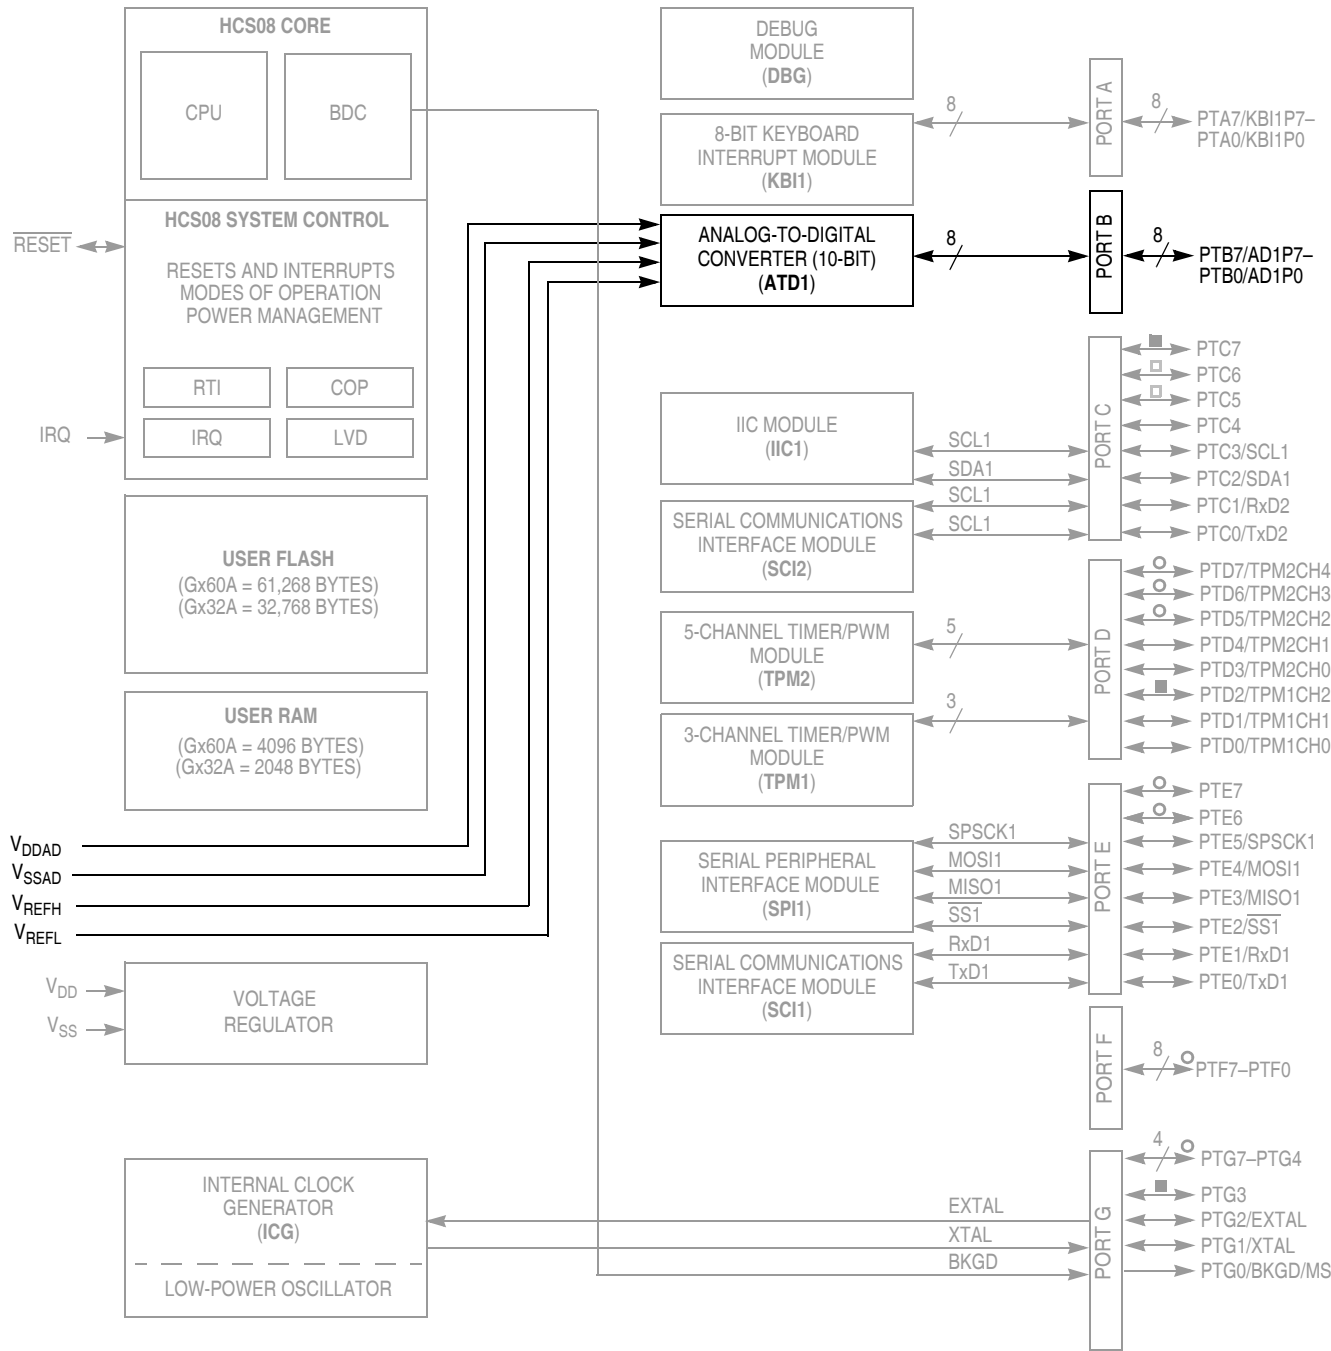 HCS08 CORE
CPU
BDC
HCS08 SYSTEM CONTROL
RESET
RESETS AND INTERRUPTS
MODES OF OPERATION
POWER MANAGEMENT
RTI
COP
IRQ
IRQ
LVD
USER FLASH
(Gx60A = 61,268 BYTES)
(Gx32A = 32,768 BYTES)
USER RAM
(Gx60A = 4096 BYTES)
(Gx32A = 2048 BYTES)
VDDAD
VSSAD
VREFH
VREFL
VDD
VSS
VOLTAGE
REGULATOR
INTERNAL CLOCK
GENERATOR
(ICG)
LOW-POWER OSCILLATOR
DEBUG
MODULE
(DBG)
8-BIT KEYBOARD
INTERRUPT MODULE
(KBI1)
8
PORT A
8
PTA7/KBI1P7–
PTA0/KBI1P0
ANALOG-TO-DIGITAL
CONVERTER (10-BIT)
(ATD1)
8
PORT B
8
PTB7/AD1P7–
PTB0/AD1P0
IIC MODULE
(IIC1)
SCL1
SDA1
SERIAL COMMUNICATIONS
INTERFACE MODULE
(SCI2)
SCL1
SCL1
PORT C
PTC7
PTC6
PTC5
PTC4
PTC3/SCL1
PTC2/SDA1
PTC1/RxD2
PTC0/TxD2
5-CHANNEL TIMER/PWM
MODULE
(TPM2)
5
3-CHANNEL TIMER/PWM
MODULE
(TPM1)
3
PORT D
PTD7/TPM2CH4
PTD6/TPM2CH3
PTD5/TPM2CH2
PTD4/TPM2CH1
PTD3/TPM2CH0
PTD2/TPM1CH2
PTD1/TPM1CH1
PTD0/TPM1CH0
SERIAL PERIPHERAL
INTERFACE MODULE
(SPI1)
SPSCK1
MOSI1
MISO1
SS1
SERIAL COMMUNICATIONS
INTERFACE MODULE
(SCI1)
RxD1
TxD1
PORT E
PTE7
PTE6
PTE5/SPSCK1
PTE4/MOSI1
PTE3/MISO1
PTE2/SS1
PTE1/RxD1
PTE0/TxD1
PORT F
8
PTF7–PTF0
EXTAL
XTAL
BKGD
PORT G
4
PTG7–PTG4
PTG3
PTG2/EXTAL
PTG1/XTAL
PTG0/BKGD/MS